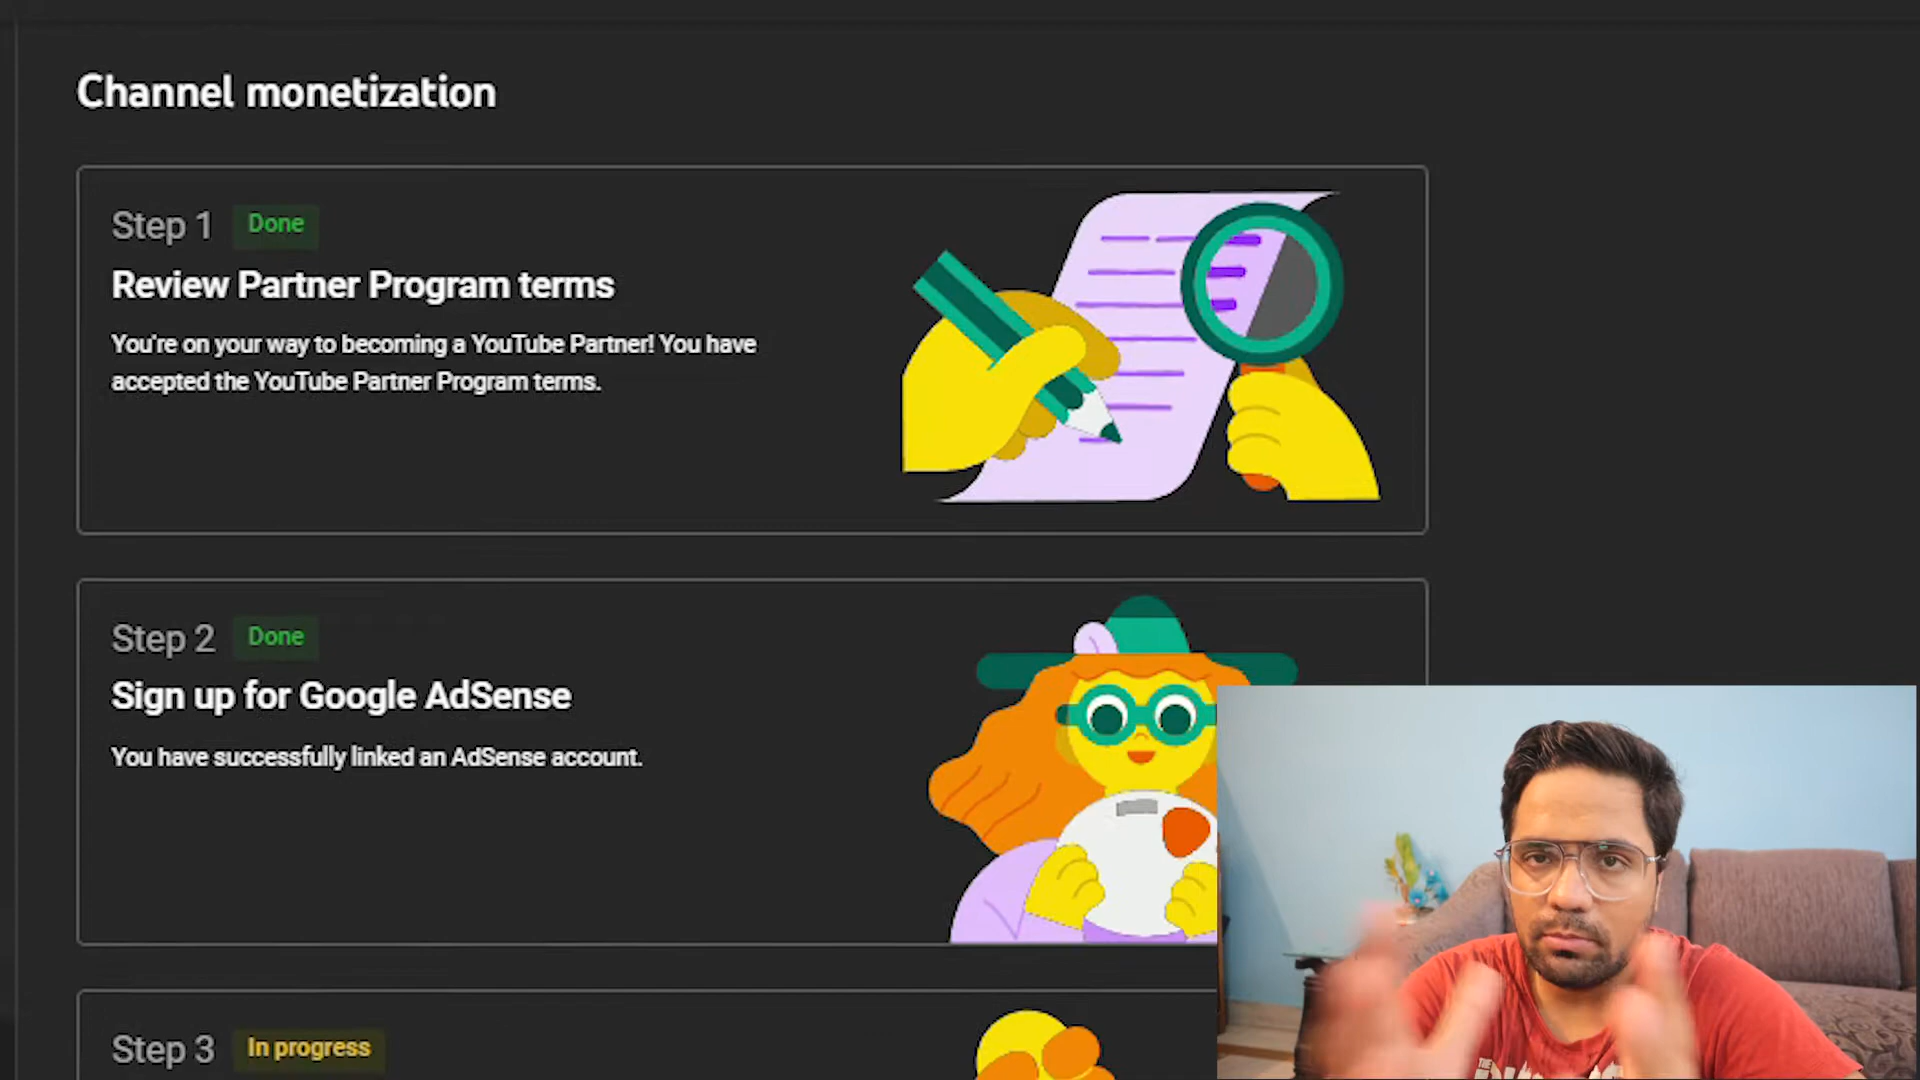 Channel monetization
Step 1 Done
Review Partner Program terms
You're on your way to becoming a YouTube Partner! You have
accepted the YouTube Partner Program terms.
Step 2 Done
Sign up for Google AdSense
You have successfully linked an AdSense account.
Step 3 In progress